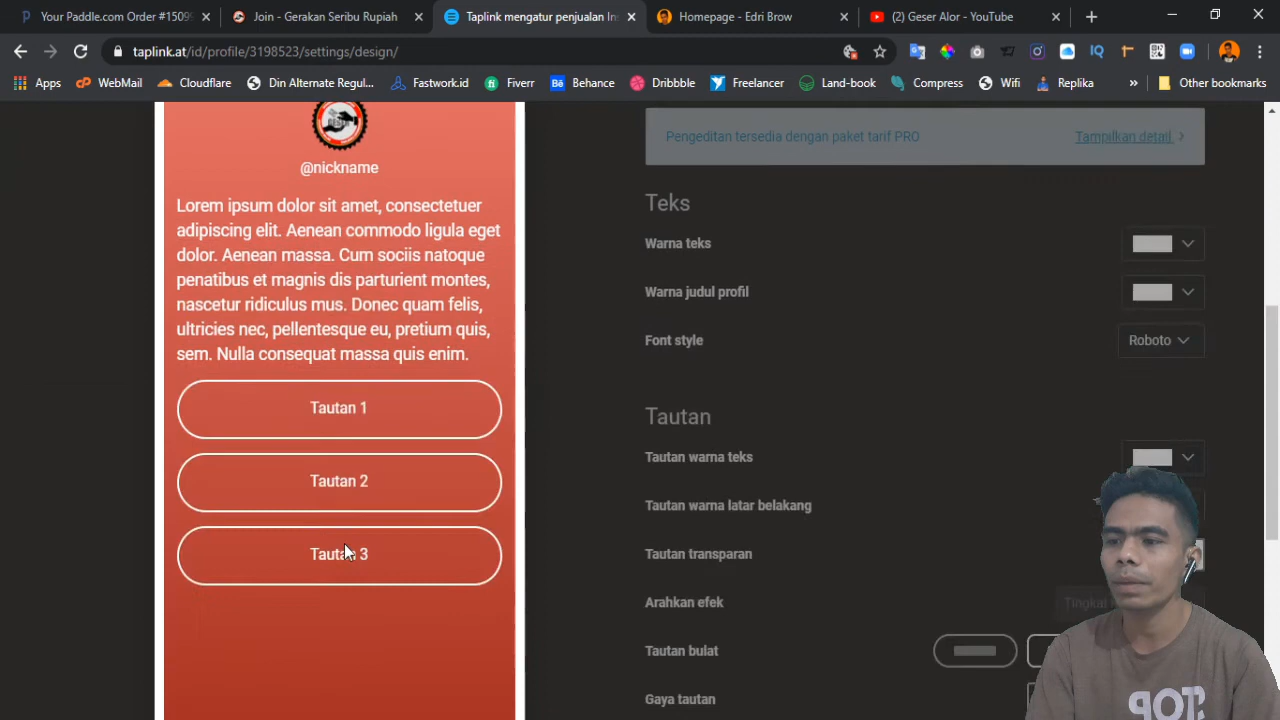 Your Paddle.com Order #1509
Join - Gerakan Seribu Rupiah
Taplink mengatur penjualan In
Homepage - Edri Brow
(2) Geser Alor - YouTube
taplink.at/id/profile/3198523/settings/design/
Apps
WebMail
Cloudflare
Din Alternate Regul...
Fastwork.id
Fiverr
Behance
Dribbble
Freelancer
Land-book
Compress
Wifi
Replika
Other bookmarks
@nickname
Lorem ipsum dolor sit amet, consectetuer
adipiscing elit. Aenean commodo ligula eget
dolor. Aenean massa. Cum sociis natoque
penatibus et magnis dis parturient montes,
nascetur ridiculus mus. Donec quam felis,
ultricies nec, pellentesque eu, pretium quis,
sem. Nulla consequat massa quis enim.
Tautan 1
Tautan 2
Tautan 3
Pengeditan tersedia dengan paket tarif PRO
Tampilkan detail
Teks
Warna teks
Warna judul profil
Font style
Roboto
Tautan
Tautan warna teks
Tautan warna latar belakang
Tautan transparan
Arahkan efek
Tingkat
Tautan bulat
Gaya tautan
TOP